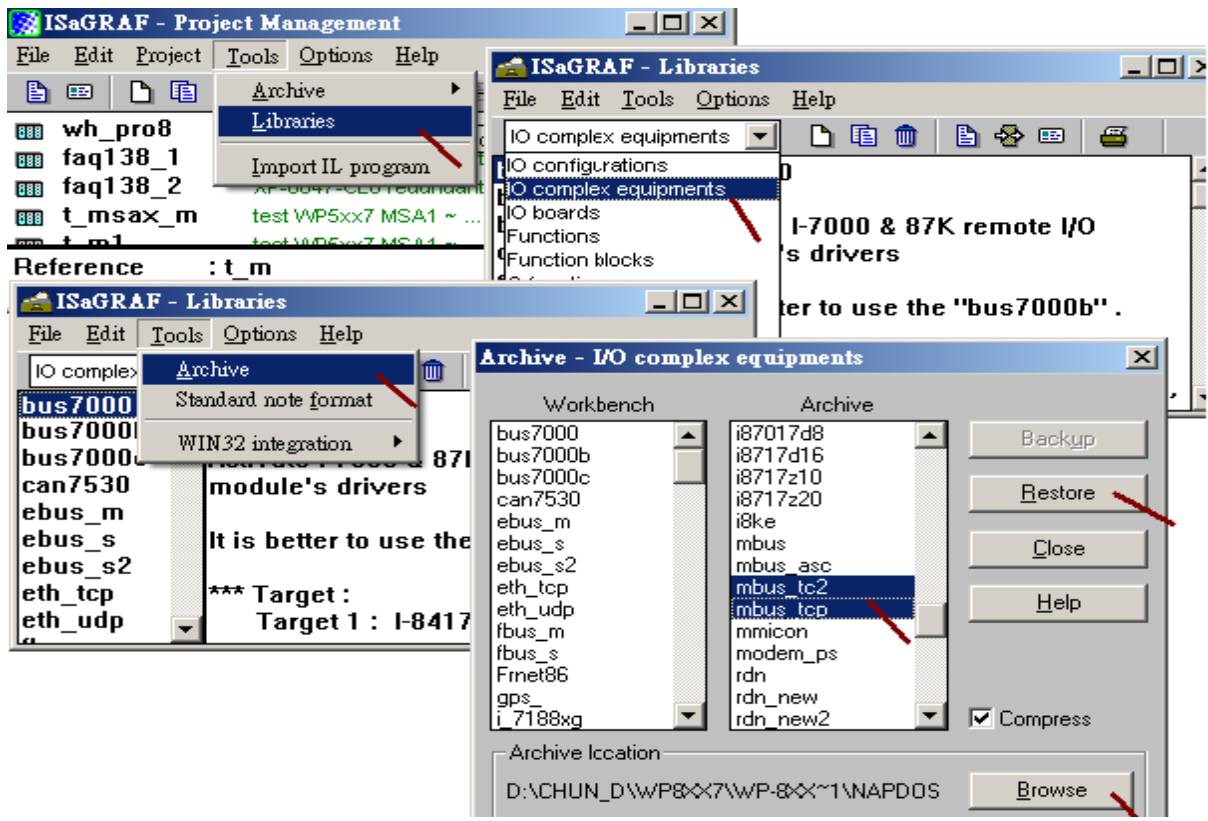 ISaGRAF - Project Management
File Edit Project Tools Options Help
Archive
Libraries
Import IL program
wh_pro8
faq138_1
faq138_2
t_msax_m test WP5xx7 MSA1 ~ ...
t_m1
Reference : t_m
ISaGRAF - Libraries
File Edit Tools Options Help
IO complex equipments
IO configurations
IO complex equipments
IO boards
Functions
Function blocks
I-7000 & 87K remote I/O
's drivers
ter to use the "bus7000b" .
ISaGRAF - Libraries
File Edit Tools Options Help
IO complex
Archive
Standard note format
WIN32 integration
bus7000
bus7000b
bus7000c
can7530
ebus_m
ebus_s
ebus_s2
eth_tcp
eth_udp
module's drivers
It is better to use the
*** Target :
Target 1 : I-8417
Archive - I/O complex equipments
Workbench
bus7000
bus7000b
bus7000c
can7530
ebus_m
ebus_s
ebus_s2
eth_tcp
eth_udp
fbus_m
fbus_s
Frnet86
gps_
i_7188xg
Archive
i87017d8
i8717d16
i8717z10
i8717z20
i8ke
mbus
mbus_asc
mbus_tc2
mbus_tcp
mmicon
modem_ps
rdn
rdn_new
rdn_new2
Backup
Restore
Close
Help
Compress
Archive location
D:\CHUN_D\WP8XX7\WP-8XX~1\NAPDOS
Browse